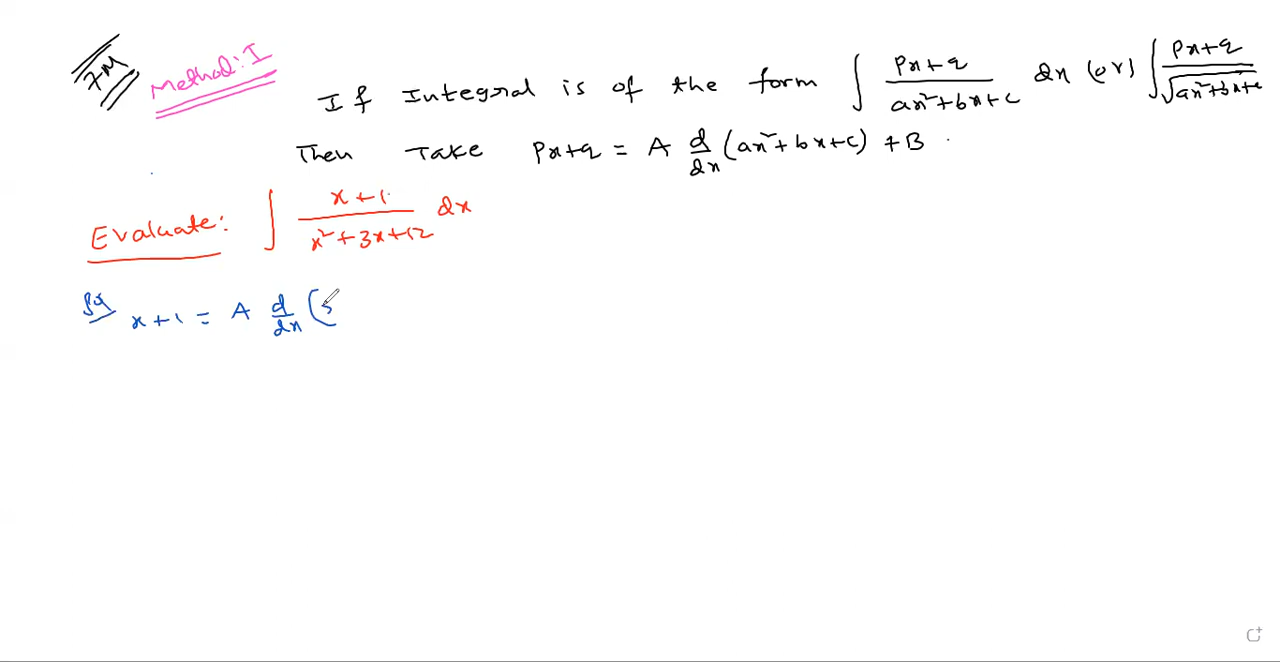 7M
Method: I
If Integral is of the form ∫ (px+q)/(ax²+bx+c) dx (or) ∫ (px+q)/√(ax²+bx+c)
Then Take px+q = A d/dx (ax²+bx+c) + B
Evaluate: ∫ (x+1)/(x²+3x+12) dx
Sol x+1 = A d/dx (